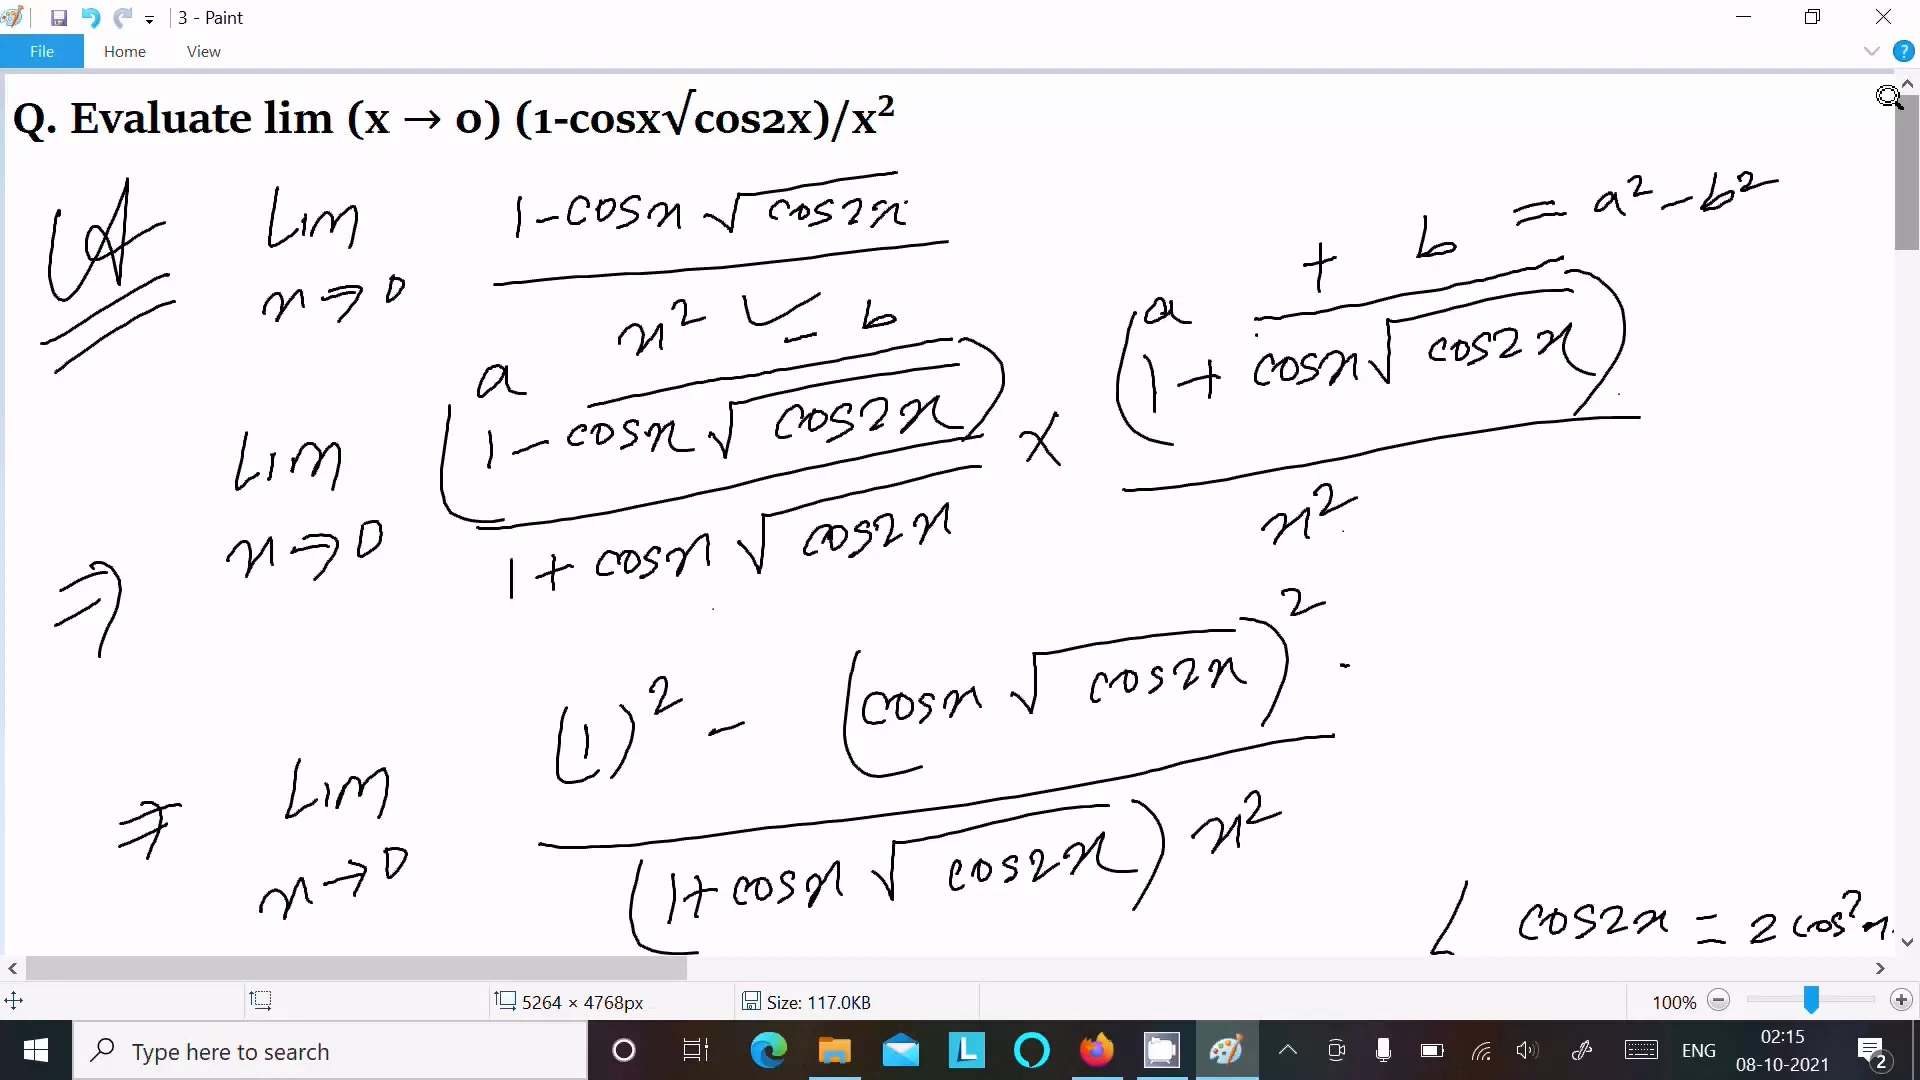 3 - Paint
File Home View
Q. Evaluate lim (x → 0) (1-cosx√cos2x)/x²
Lim 1-cosx √cos2x
x→0 x²
a - b a + b = a²-b²
Lim (1-cosx √cos2x) × (1+cosx√cos2x)
x→0 1+cosx √cos2x x²
⇒
(1)² - (cosx √cos2x)²
⇒ Lim
x→0 (1+cosx √cos2x) x²
cos2x = 2cos²x
5264 × 4768px Size: 117.0KB 100%
Type here to search ENG 02:15
08-10-2021 2